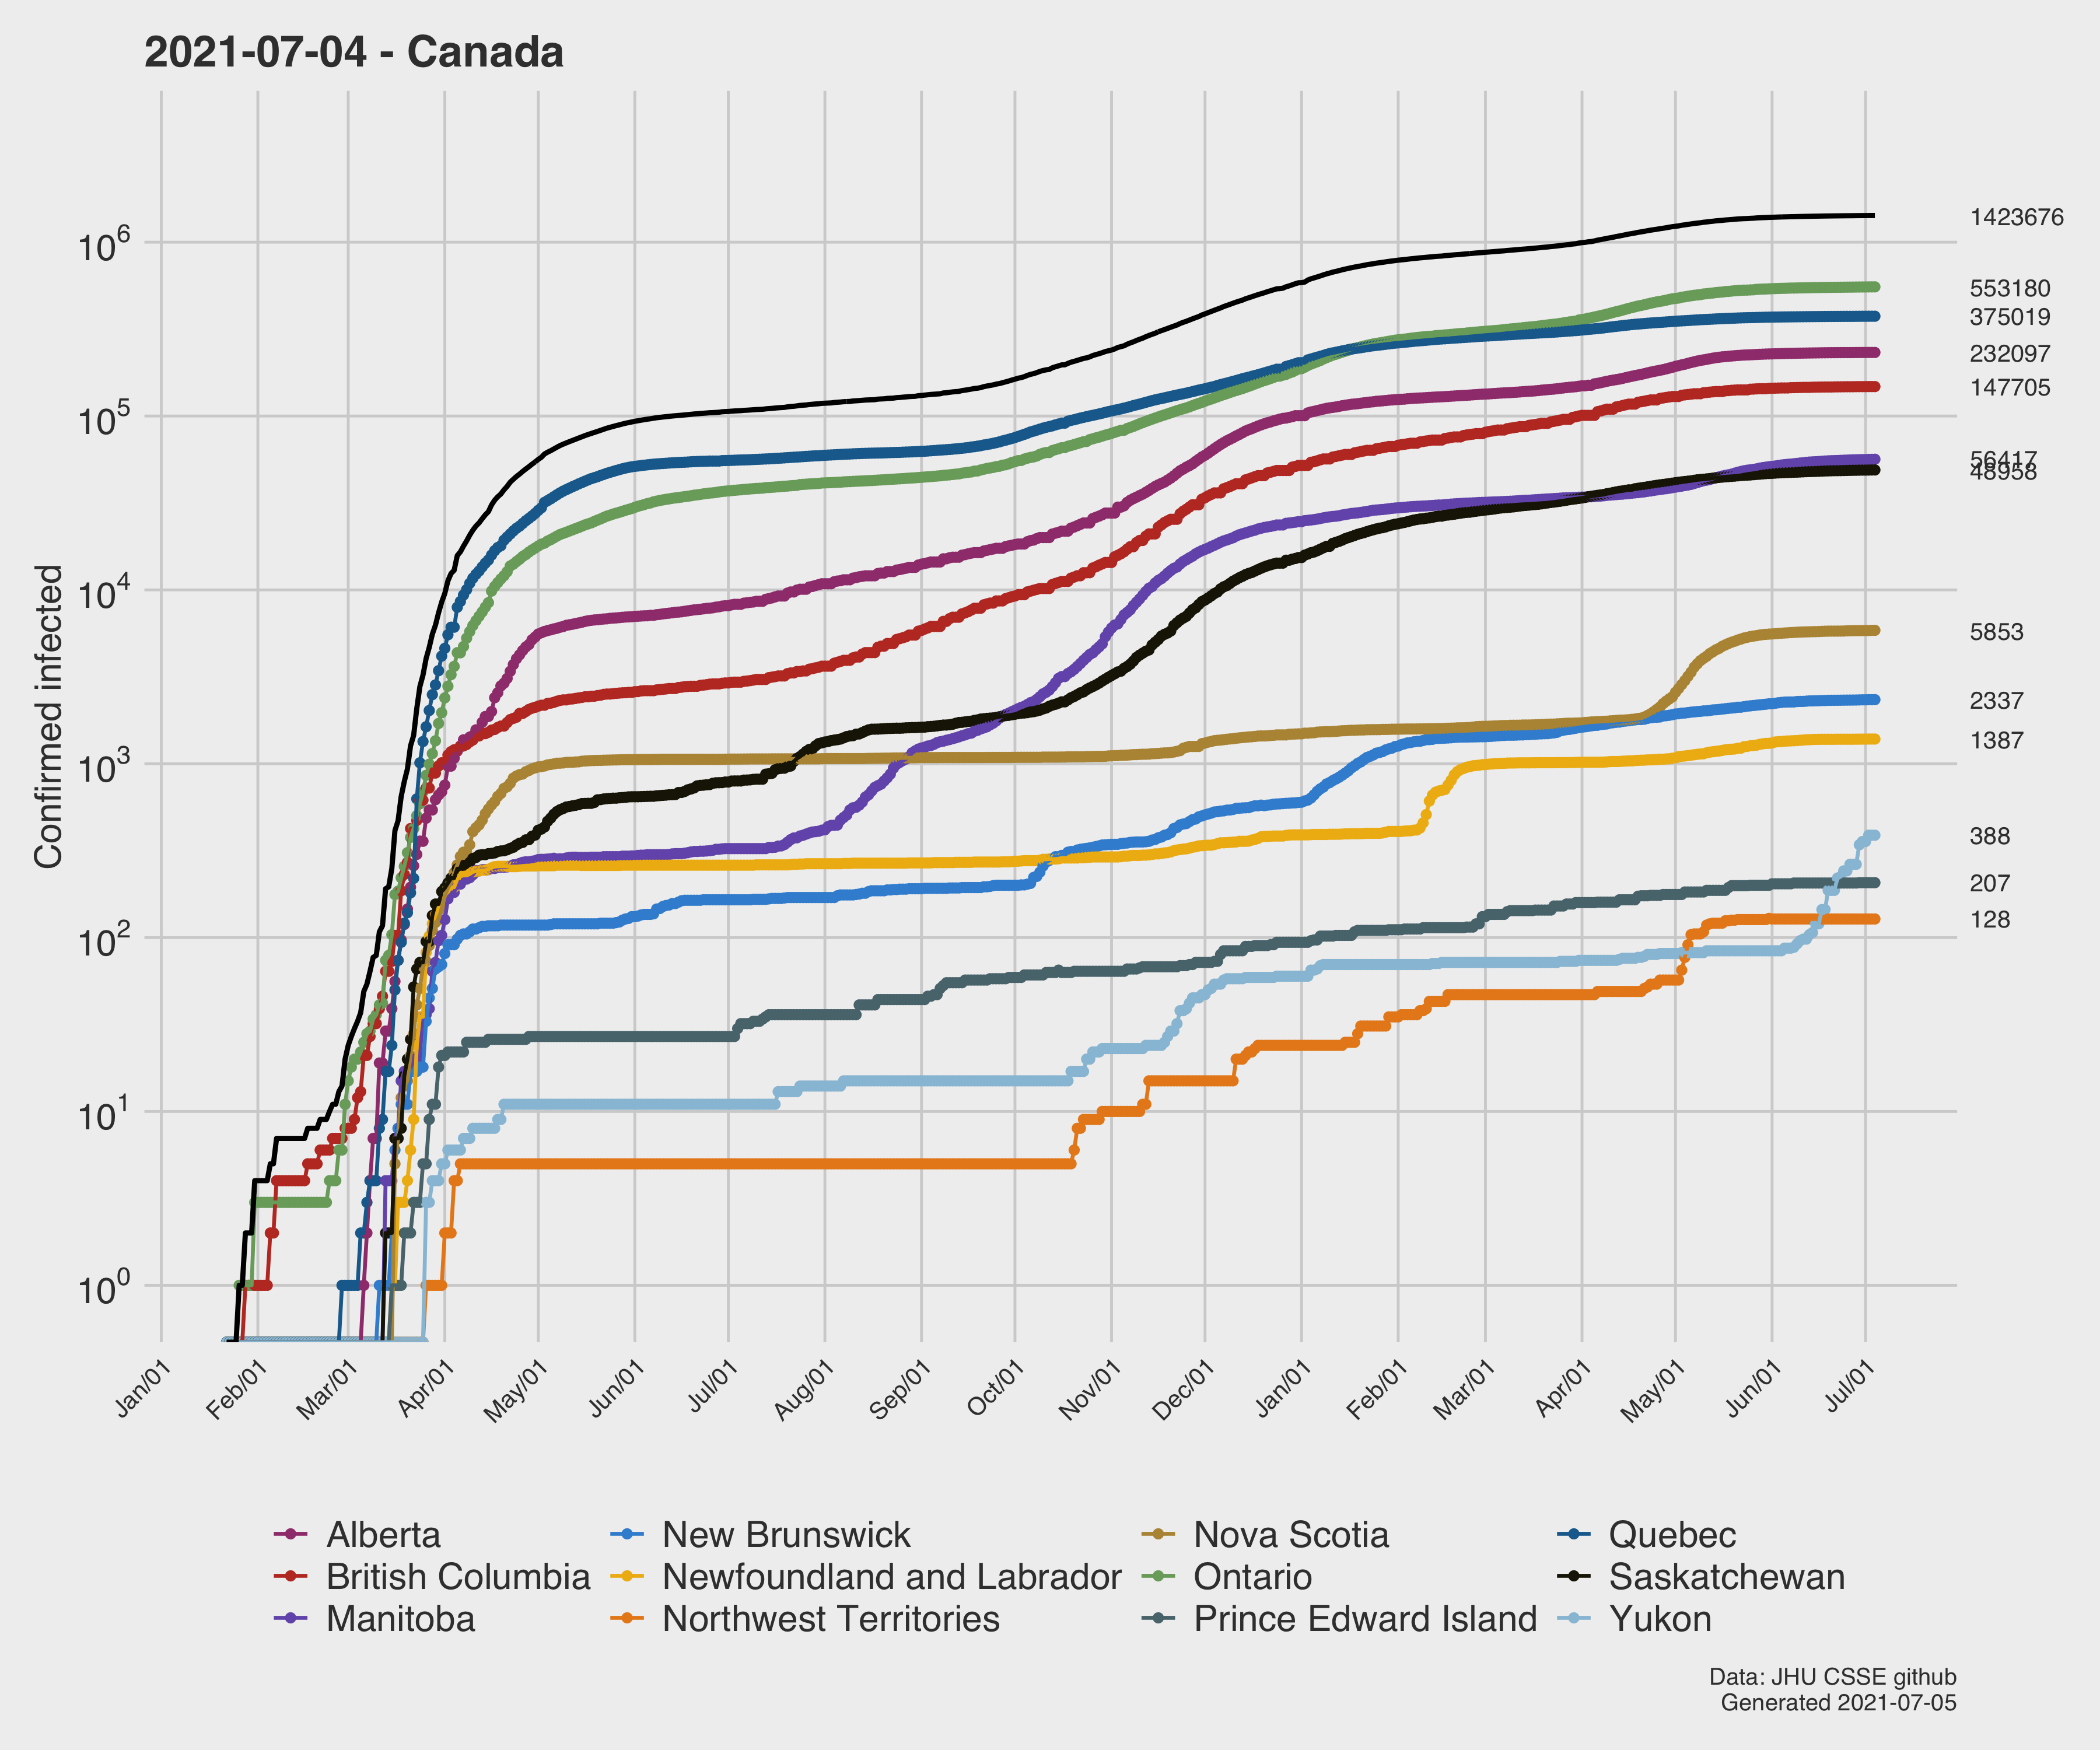 2021-07-04 - Canada
Confirmed infected
10^6
10^5
10^4
10^3
10^2
10^1
10^0
1423676
553180
375019
232097
147705
56417
48958
5853
2337
1387
388
207
128
Jan/01 Feb/01 Mar/01 Apr/01 May/01 Jun/01 Jul/01 Aug/01 Sep/01 Oct/01 Nov/01 Dec/01 Jan/01 Feb/01 Mar/01 Apr/01 May/01 Jun/01 Jul/01
Alberta New Brunswick Nova Scotia Quebec
British Columbia Newfoundland and Labrador Ontario Saskatchewan
Manitoba Northwest Territories Prince Edward Island Yukon
Data: JHU CSSE github
Generated 2021-07-05